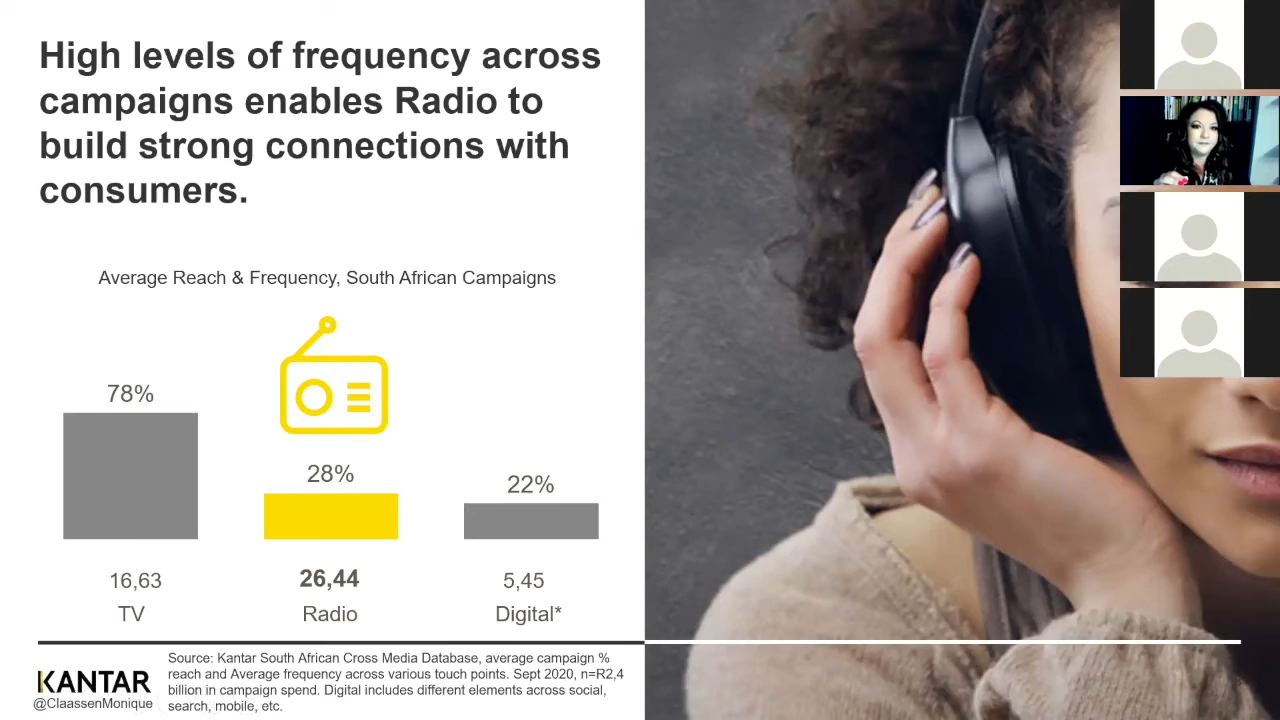 High levels of frequency across
campaigns enables Radio to
build strong connections with
consumers.
Average Reach & Frequency, South African Campaigns
78%
28%
22%
16,63
26,44
5,45
TV
Radio
Digital*
KANTAR
@ClaassenMonique
Source: Kantar South African Cross Media Database, average campaign %
reach and Average frequency across various touch points. Sept 2020, n=R2,4
billion in campaign spend. Digital includes different elements across social,
search, mobile, etc.